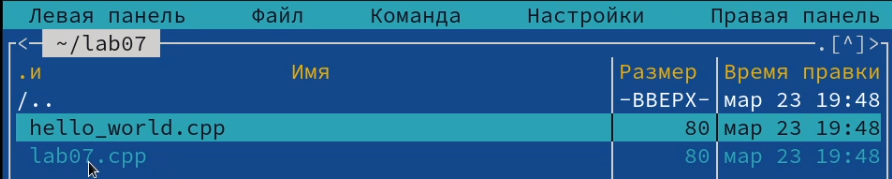 Левая панель Файл Команда Настройки Правая панель
<- ~/lab07 .[^]>
.и Имя Размер Время правки
/.. -ВВЕРХ- мар 23 19:48
hello_world.cpp 80 мар 23 19:48
lab07.cpp 80 мар 23 19:48